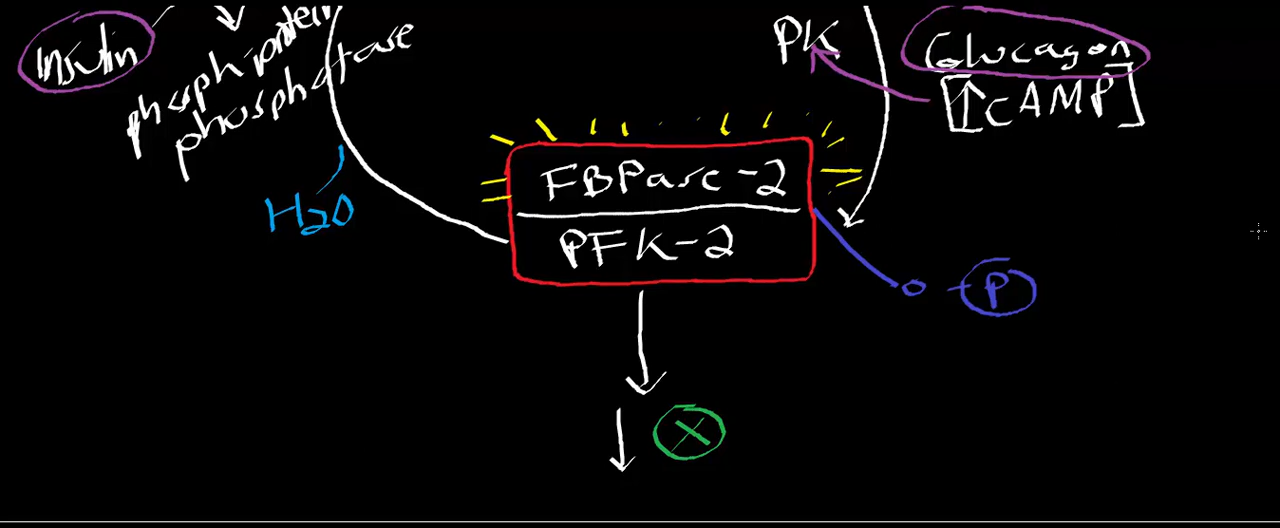 Insulin
phosphoprotein
phosphatase
PK
Glucagon
[↑cAMP]
H2O
FBPase-2
PFK-2
O-P
X